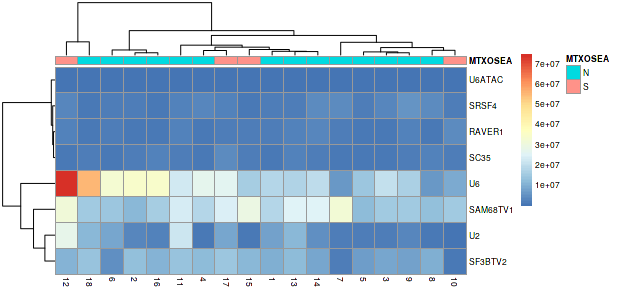 MTXOSEA
U6ATAC
SRSF4
RAVER1
SC35
U6
SAM68TV1
U2
SF3BTV2
12 18 6 2 16 11 4 17 15 1 13 14 7 5 3 9 8 10
7e+07
6e+07
5e+07
4e+07
3e+07
2e+07
1e+07
MTXOSEA
N
S